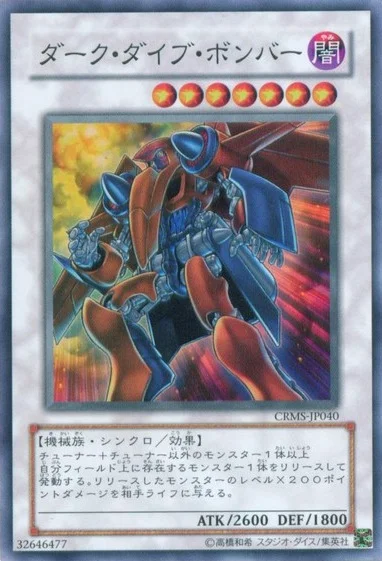 ダーク・ダイブ・ボンバー
闇
CRMS-JP040
【機械族・シンクロ/効果】
チューナー+チューナー以外のモンスター1体以上
自分フィールド上に存在するモンスター1体をリリースして
発動する。リリースしたモンスターのレベル×200ポ
イントダメージを相手ライフに与える。
ATK/2600 DEF/1800
32646477 ©高橋和希 スタジオ・ダイス/集英社